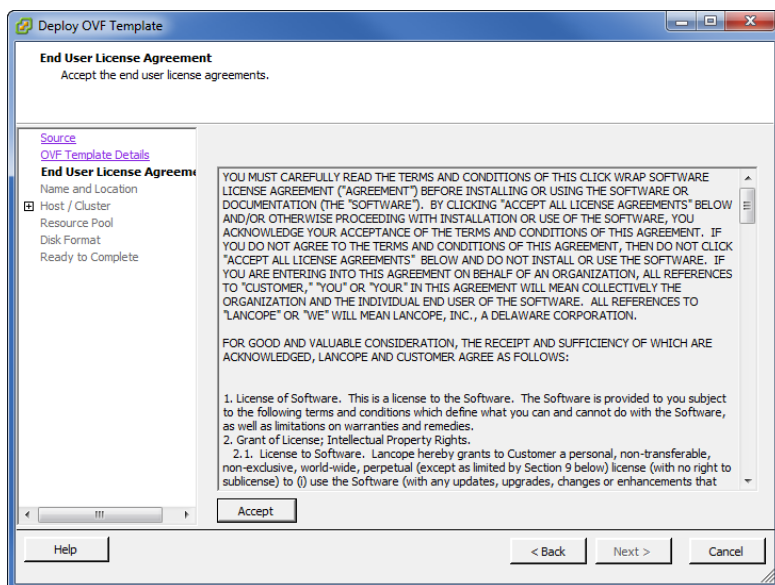 Deploy OVF Template
End User License Agreement
Accept the end user license agreements.
Source
OVF Template Details
End User License Agreeme
Name and Location
Host / Cluster
Resource Pool
Disk Format
Ready to Complete
YOU MUST CAREFULLY READ THE TERMS AND CONDITIONS OF THIS CLICK WRAP SOFTWARE
LICENSE AGREEMENT ("AGREEMENT") BEFORE INSTALLING OR USING THE SOFTWARE OR
DOCUMENTATION (THE "SOFTWARE"). BY CLICKING "ACCEPT ALL LICENSE AGREEMENTS" BELOW
AND/OR OTHERWISE PROCEEDING WITH INSTALLATION OR USE OF THE SOFTWARE, YOU
ACKNOWLEDGE YOUR ACCEPTANCE OF THE TERMS AND CONDITIONS OF THIS AGREEMENT. IF
YOU DO NOT AGREE TO THE TERMS AND CONDITIONS OF THIS AGREEMENT, THEN DO NOT CLICK
"ACCEPT ALL LICENSE AGREEMENTS" BELOW AND DO NOT INSTALL OR USE THE SOFTWARE. IF
YOU ARE ENTERING INTO THIS AGREEMENT ON BEHALF OF AN ORGANIZATION, ALL REFERENCES
TO "CUSTOMER," "YOU" OR "YOUR" IN THIS AGREEMENT WILL MEAN COLLECTIVELY THE
ORGANIZATION AND THE INDIVIDUAL END USER OF THE SOFTWARE. ALL REFERENCES TO
"LANCOPE" OR "WE" WILL MEAN LANCOPE, INC., A DELAWARE CORPORATION.
FOR GOOD AND VALUABLE CONSIDERATION, THE RECEIPT AND SUFFICIENCY OF WHICH ARE
ACKNOWLEDGED, LANCOPE AND CUSTOMER AGREE AS FOLLOWS:
1. License of Software. This is a license to the Software. The Software is provided to you subject
to the following terms and conditions which define what you can and cannot do with the Software,
as well as limitations on warranties and remedies.
2. Grant of License; Intellectual Property Rights.
2.1. License to Software. Lancope hereby grants to Customer a personal, non-transferable,
non-exclusive, world-wide, perpetual (except as limited by Section 9 below) license (with no right to
sublicense) to (i) use the Software (with any updates, upgrades, changes or enhancements that
Accept
Help
< Back
Next >
Cancel